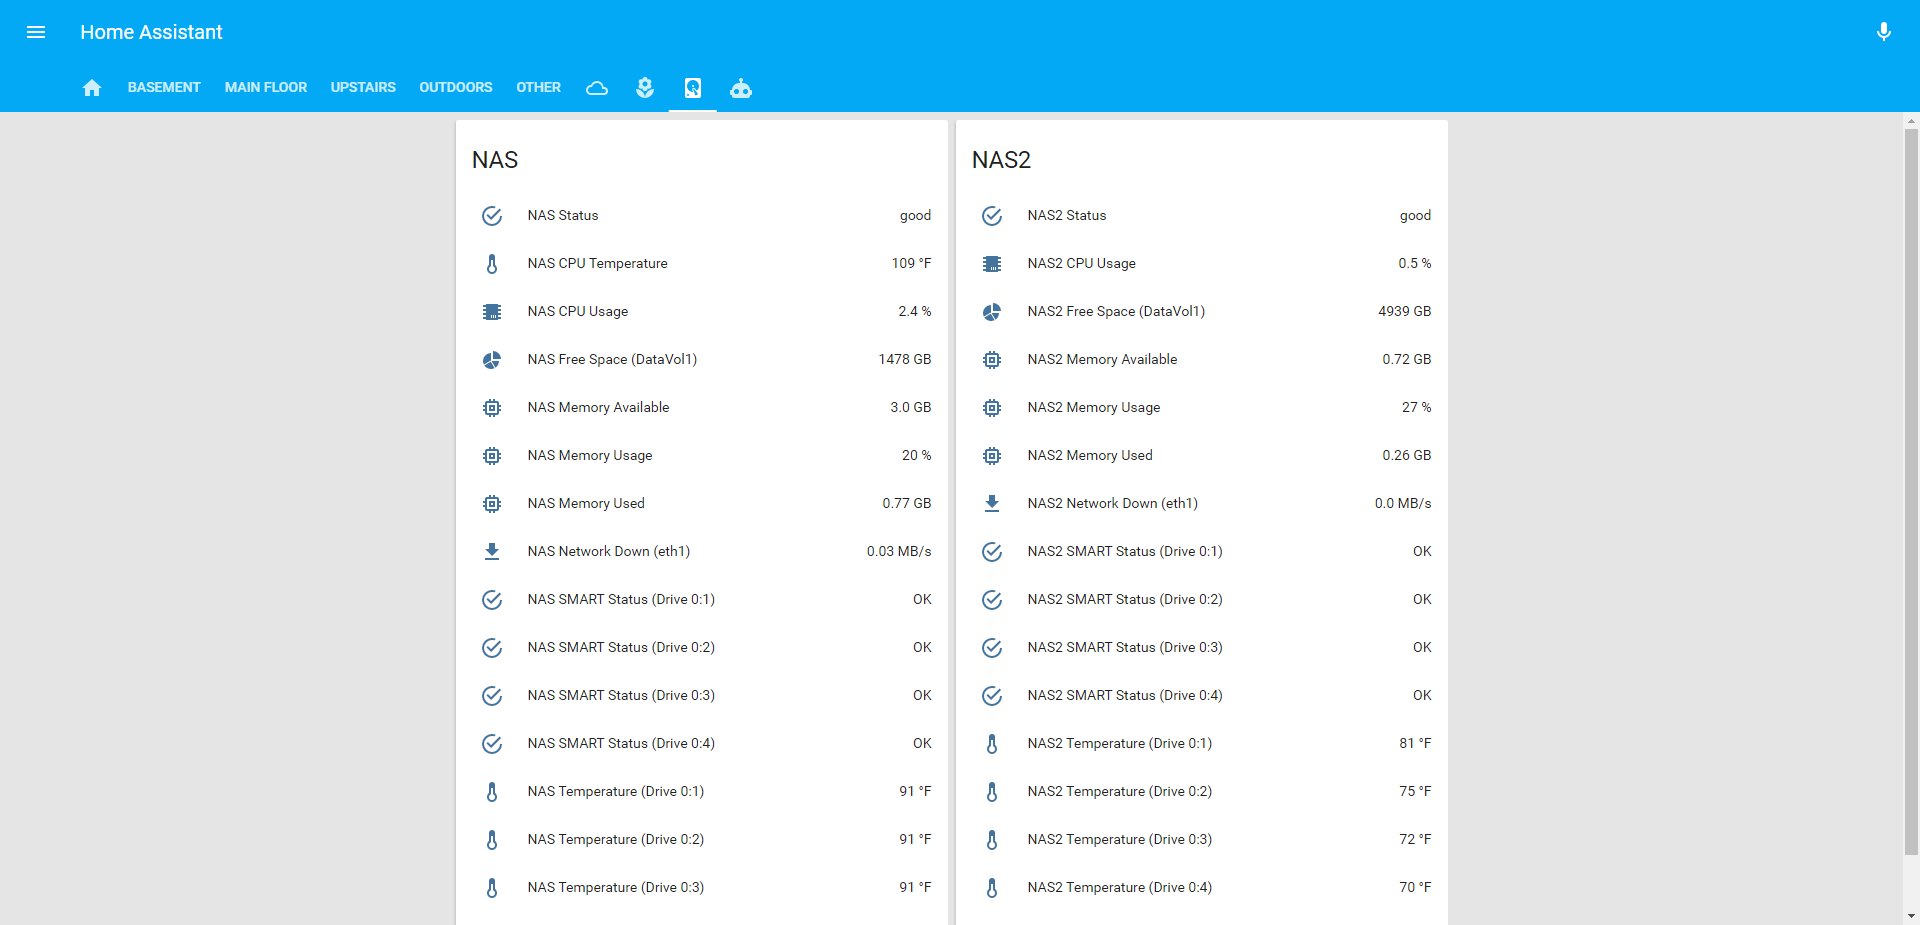 Home Assistant
BASEMENT MAIN FLOOR UPSTAIRS OUTDOORS OTHER
NAS
NAS Status good
NAS CPU Temperature 109 °F
NAS CPU Usage 2.4 %
NAS Free Space (DataVol1) 1478 GB
NAS Memory Available 3.0 GB
NAS Memory Usage 20 %
NAS Memory Used 0.77 GB
NAS Network Down (eth1) 0.03 MB/s
NAS SMART Status (Drive 0:1) OK
NAS SMART Status (Drive 0:2) OK
NAS SMART Status (Drive 0:3) OK
NAS SMART Status (Drive 0:4) OK
NAS Temperature (Drive 0:1) 91 °F
NAS Temperature (Drive 0:2) 91 °F
NAS Temperature (Drive 0:3) 91 °F
NAS2
NAS2 Status good
NAS2 CPU Usage 0.5 %
NAS2 Free Space (DataVol1) 4939 GB
NAS2 Memory Available 0.72 GB
NAS2 Memory Usage 27 %
NAS2 Memory Used 0.26 GB
NAS2 Network Down (eth1) 0.0 MB/s
NAS2 SMART Status (Drive 0:1) OK
NAS2 SMART Status (Drive 0:2) OK
NAS2 SMART Status (Drive 0:3) OK
NAS2 SMART Status (Drive 0:4) OK
NAS2 Temperature (Drive 0:1) 81 °F
NAS2 Temperature (Drive 0:2) 75 °F
NAS2 Temperature (Drive 0:3) 72 °F
NAS2 Temperature (Drive 0:4) 70 °F